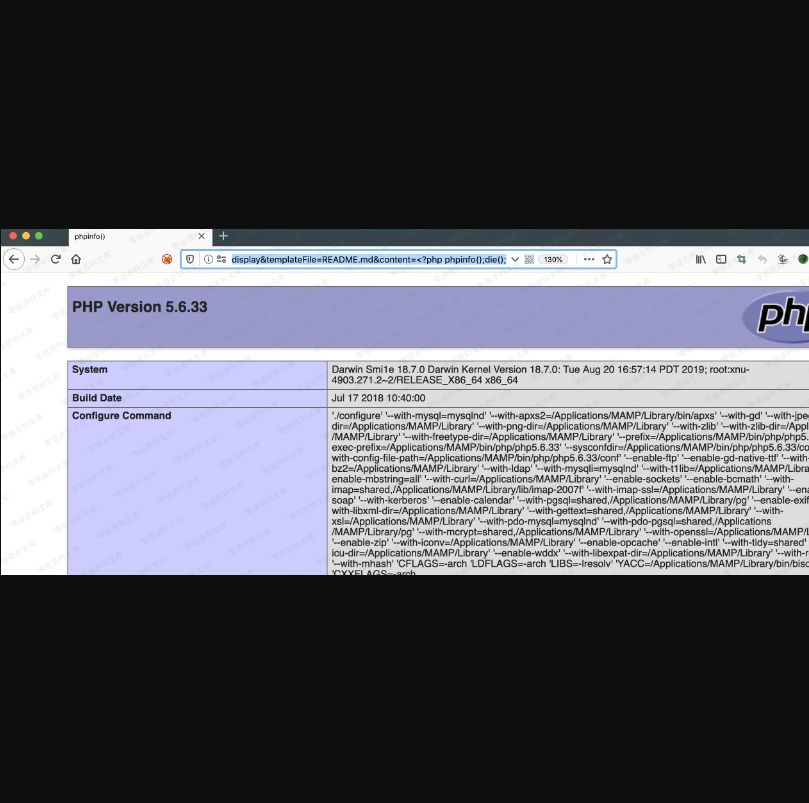 phpinfo()
display&templateFile=README.md&content=<?php phpinfo();die();
130%
PHP Version 5.6.33
php
System
Darwin Smi1e 18.7.0 Darwin Kernel Version 18.7.0: Tue Aug 20 16:57:14 PDT 2019; root:xnu-
4903.271.2~2/RELEASE_X86_64 x86_64
Build Date
Jul 17 2018 10:40:00
Configure Command
'./configure' '--with-mysql=mysqlnd' '--with-apxs2=/Applications/MAMP/Library/bin/apxs' '--with-gd' '--with-jpe
dir=/Applications/MAMP/Library' '--with-png-dir=/Applications/MAMP/Library' '--with-zlib' '--with-zlib-dir=/Appl
/MAMP/Library' '--with-freetype-dir=/Applications/MAMP/Library' '--prefix=/Applications/MAMP/bin/php/php5.
exec-prefix=/Applications/MAMP/bin/php/php5.6.33' '--sysconfdir=/Applications/MAMP/bin/php/php5.6.33/co
with-config-file-path=/Applications/MAMP/bin/php/php5.6.33/conf' '--enable-ftp' '--enable-gd-native-ttf' '--with-
bz2=/Applications/MAMP/Library' '--with-ldap' '--with-mysqli=mysqlnd' '--with-t1lib=/Applications/MAMP/Libra
enable-mbstring=all' '--with-curl=/Applications/MAMP/Library' '--enable-sockets' '--enable-bcmath' '--with-
imap=shared,/Applications/MAMP/Library/lib/imap-2007f' '--with-imap-ssl=/Applications/MAMP/Library' '--ena
soap' '--with-kerberos' '--enable-calendar' '--with-pgsql=shared,/Applications/MAMP/Library/pg' '--enable-exif
with-libxml-dir=/Applications/MAMP/Library' '--with-gettext=shared,/Applications/MAMP/Library' '--with-
xsl=/Applications/MAMP/Library' '--with-pdo-mysql=mysqlnd' '--with-pdo-pgsql=shared,/Applications
/MAMP/Library/pg' '--with-mcrypt=shared,/Applications/MAMP/Library' '--with-openssl=/Applications/MAMP/L
'--enable-zip' '--with-iconv=/Applications/MAMP/Library' '--enable-opcache' '--enable-intl' '--with-tidy=shared'
icu-dir=/Applications/MAMP/Library' '--enable-wddx' '--with-libexpat-dir=/Applications/MAMP/Library' '--with-r
'--with-mhash' 'CFLAGS=-arch 'LDFLAGS=-arch 'LIBS=-lresolv' 'YACC=/Applications/MAMP/Library/bin/biso
'CXXFLAGS=-arch